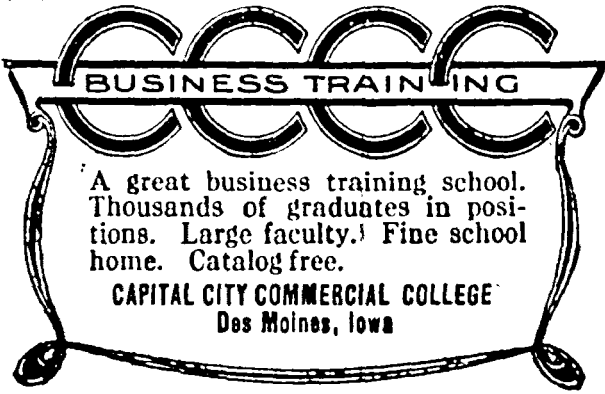 CCCC
BUSINESS TRAINING
A great business training school.
Thousands of graduates in posi-
tions. Large faculty. Fine school
home. Catalog free.
CAPITAL CITY COMMERCIAL COLLEGE
Des Moines, Iowa